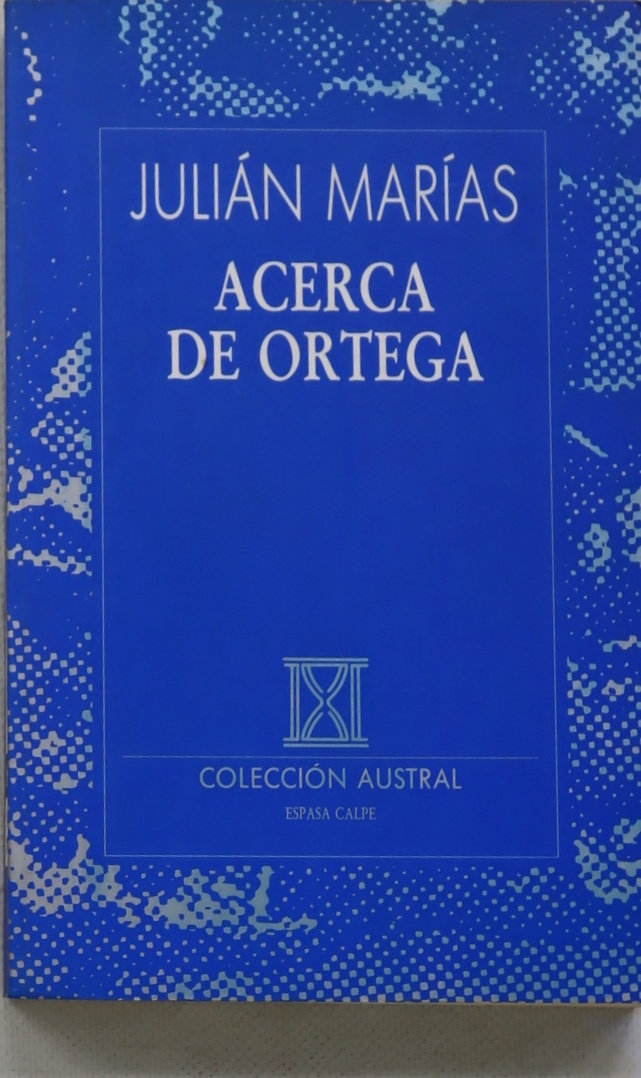 JULIÁN MARÍAS
ACERCA
DE ORTEGA
COLECCIÓN AUSTRAL
ESPASA CALPE